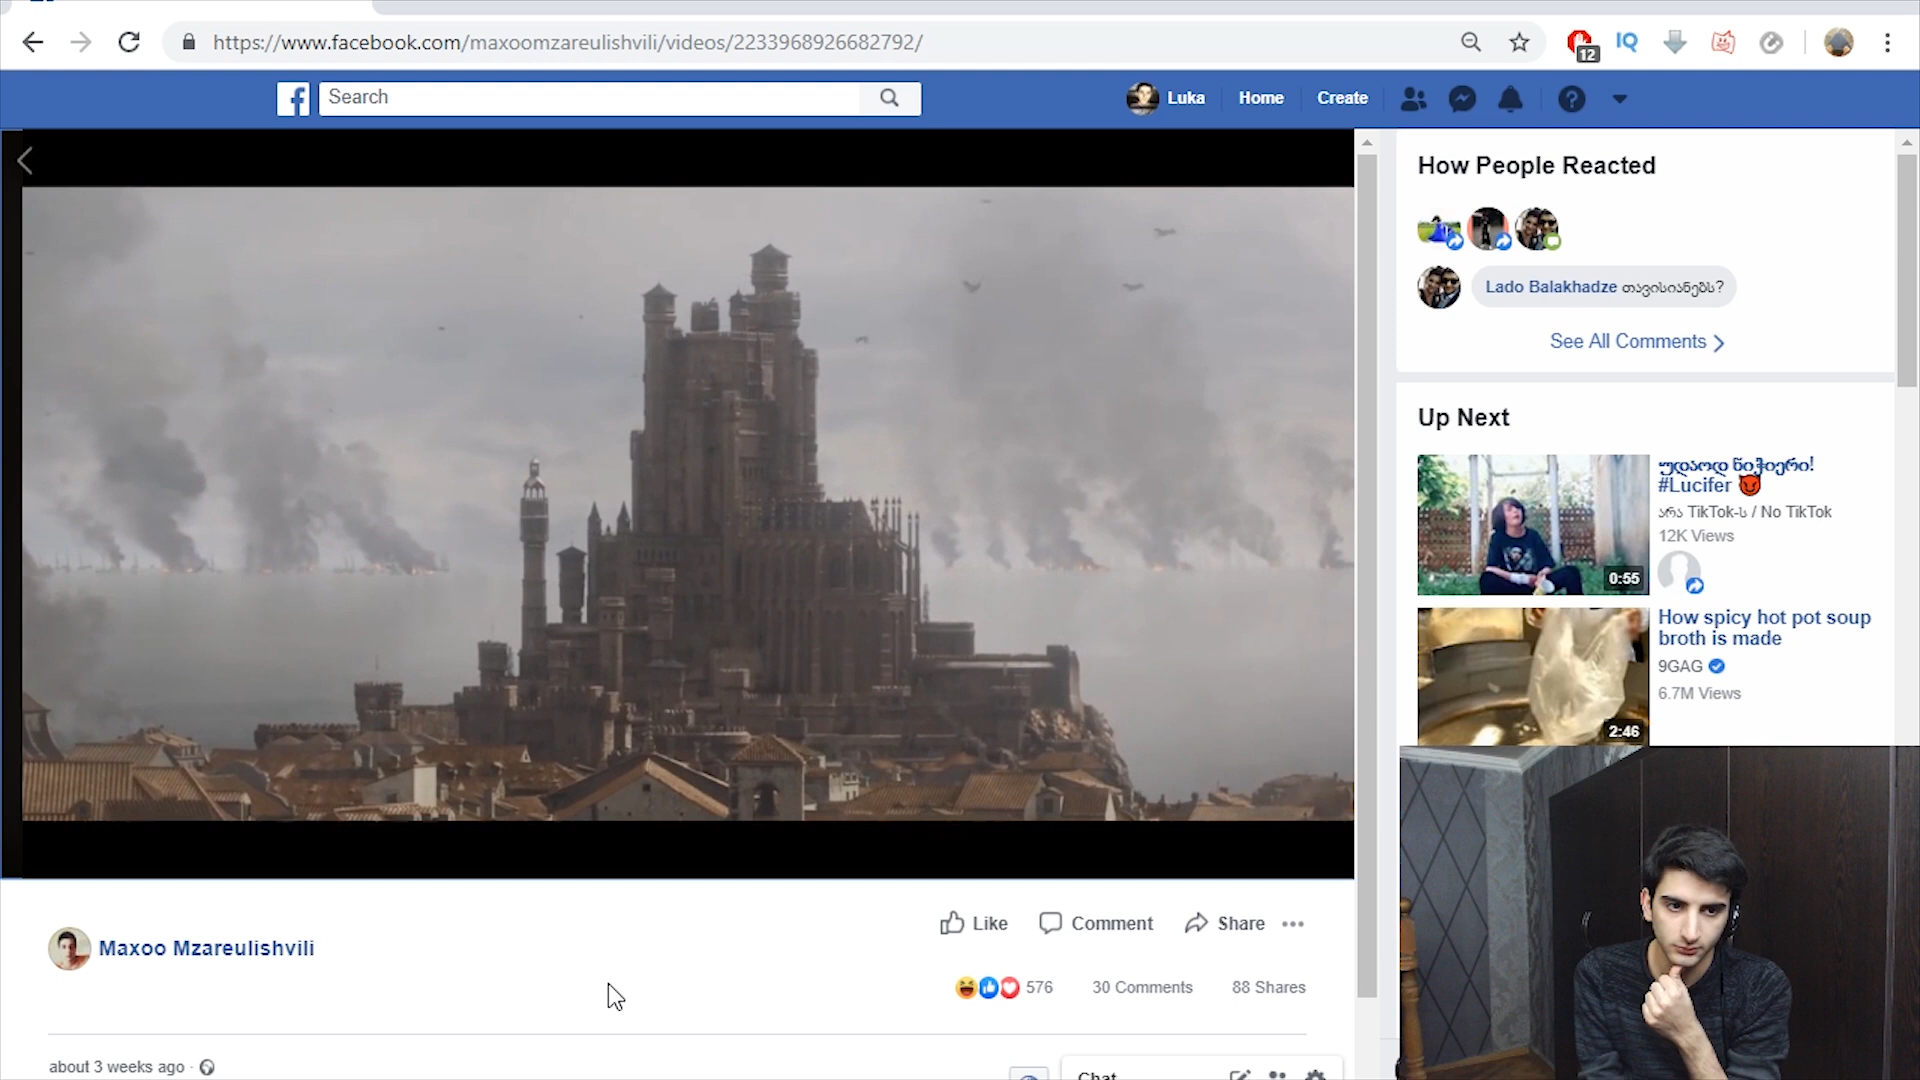 https://www.facebook.com/maxoomzareulishvili/videos/2233968926682792/
12
IQ
Search
Luka
Home
Create
How People Reacted
Lado Balakhadze თავისიანებს?
See All Comments
Up Next
უდაოდ ნიჭიერი!
#Lucifer
არა TikTok-ს / No TikTok
12K Views
0:55
How spicy hot pot soup
broth is made
9GAG
6.7M Views
2:46
Like
Comment
Share
Maxoo Mzareulishvili
576
30 Comments
88 Shares
about 3 weeks ago ·
Chat